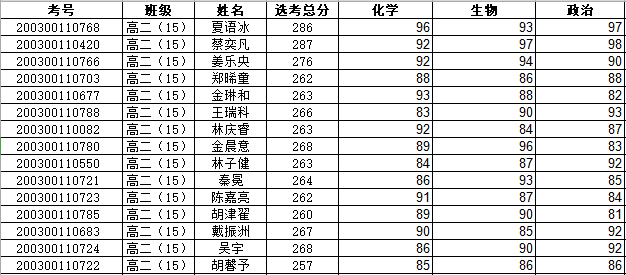 考号 班级 姓名 选考总分 化学 生物 政治
200300110768 高二（15） 夏语冰 286 96 93 97
200300110420 高二（15） 蔡奕凡 287 92 97 98
200300110766 高二（15） 姜乐央 276 92 94 90
200300110703 高二（15） 郑晞童 262 88 86 88
200300110677 高二（15） 金琳和 263 93 88 82
200300110788 高二（15） 王瑞科 266 83 90 93
200300110082 高二（15） 林庆睿 263 92 84 87
200300110780 高二（15） 金晨意 268 89 96 83
200300110550 高二（15） 林子健 263 84 87 92
200300110721 高二（15） 秦冕 264 86 93 85
200300110723 高二（15） 陈嘉亮 262 91 87 84
200300110785 高二（15） 胡津翟 260 89 90 81
200300110683 高二（15） 戴振洲 267 90 85 92
200300110724 高二（15） 吴宇 268 86 90 92
200300110722 高二（15） 胡馨予 257 85 86 86